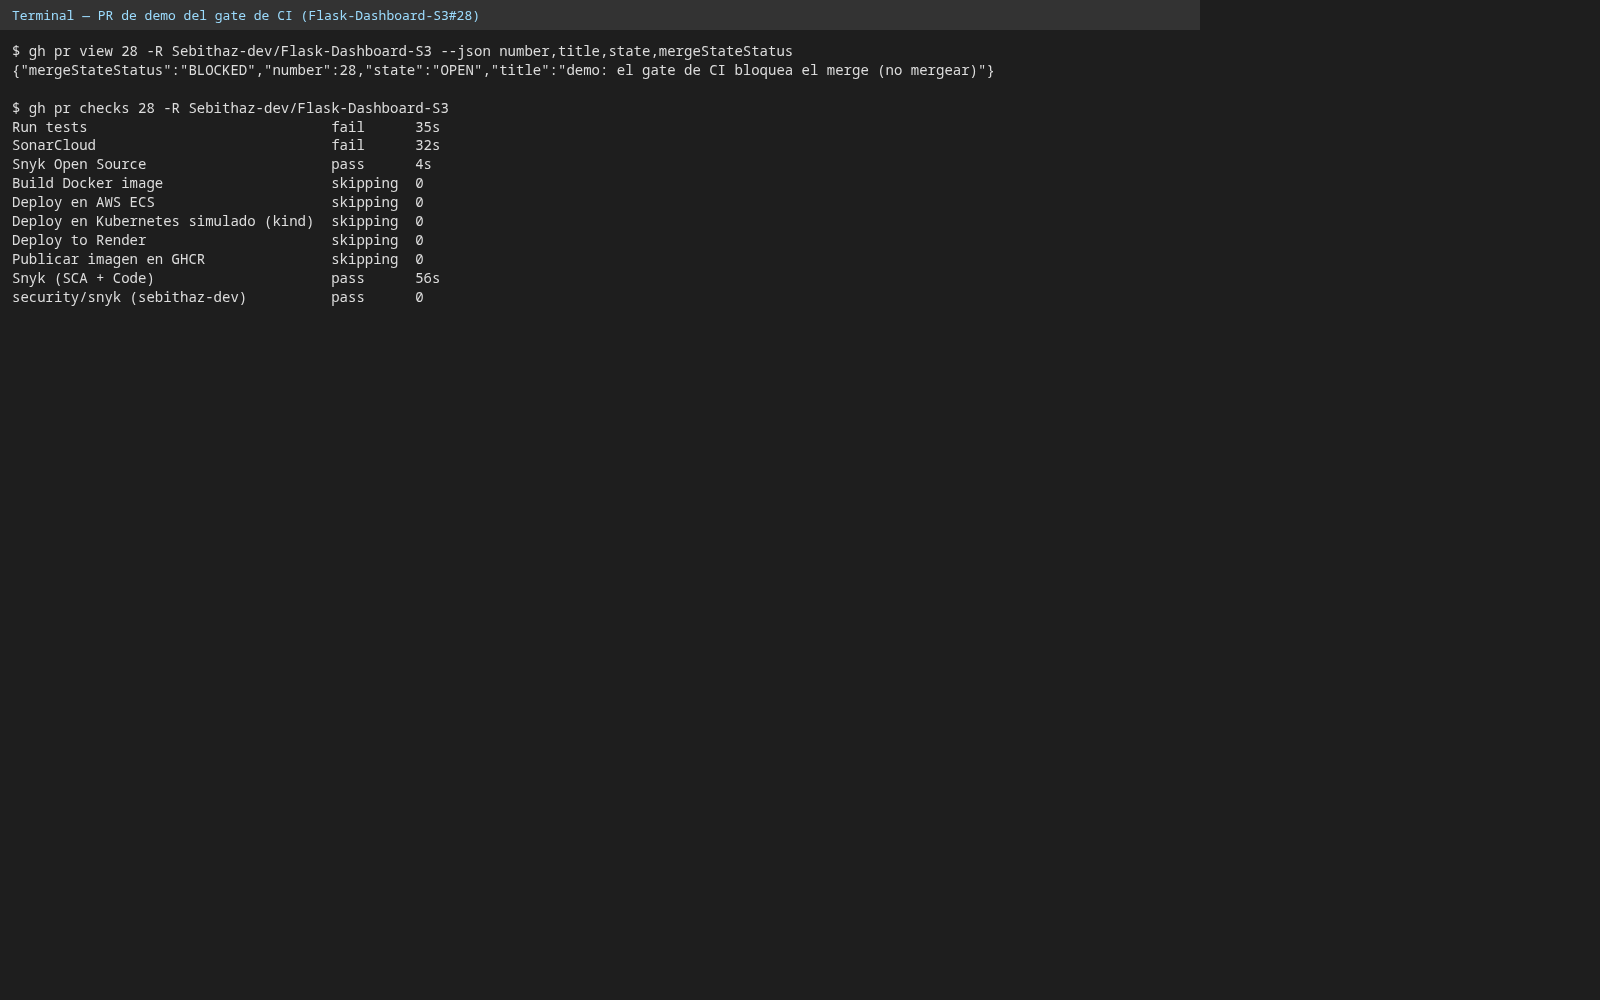 Terminal — PR de demo del gate de CI (Flask-Dashboard-S3#28)
$ gh pr view 28 -R Sebithaz-dev/Flask-Dashboard-S3 --json number,title,state,mergeStateStatus
{"mergeStateStatus":"BLOCKED","number":28,"state":"OPEN","title":"demo: el gate de CI bloquea el merge (no mergear)"}
$ gh pr checks 28 -R Sebithaz-dev/Flask-Dashboard-S3
Run tests fail 35s
SonarCloud fail 32s
Snyk Open Source pass 4s
Build Docker image skipping 0
Deploy en AWS ECS skipping 0
Deploy en Kubernetes simulado (kind) skipping 0
Deploy to Render skipping 0
Publicar imagen en GHCR skipping 0
Snyk (SCA + Code) pass 56s
security/snyk (sebithaz-dev) pass 0